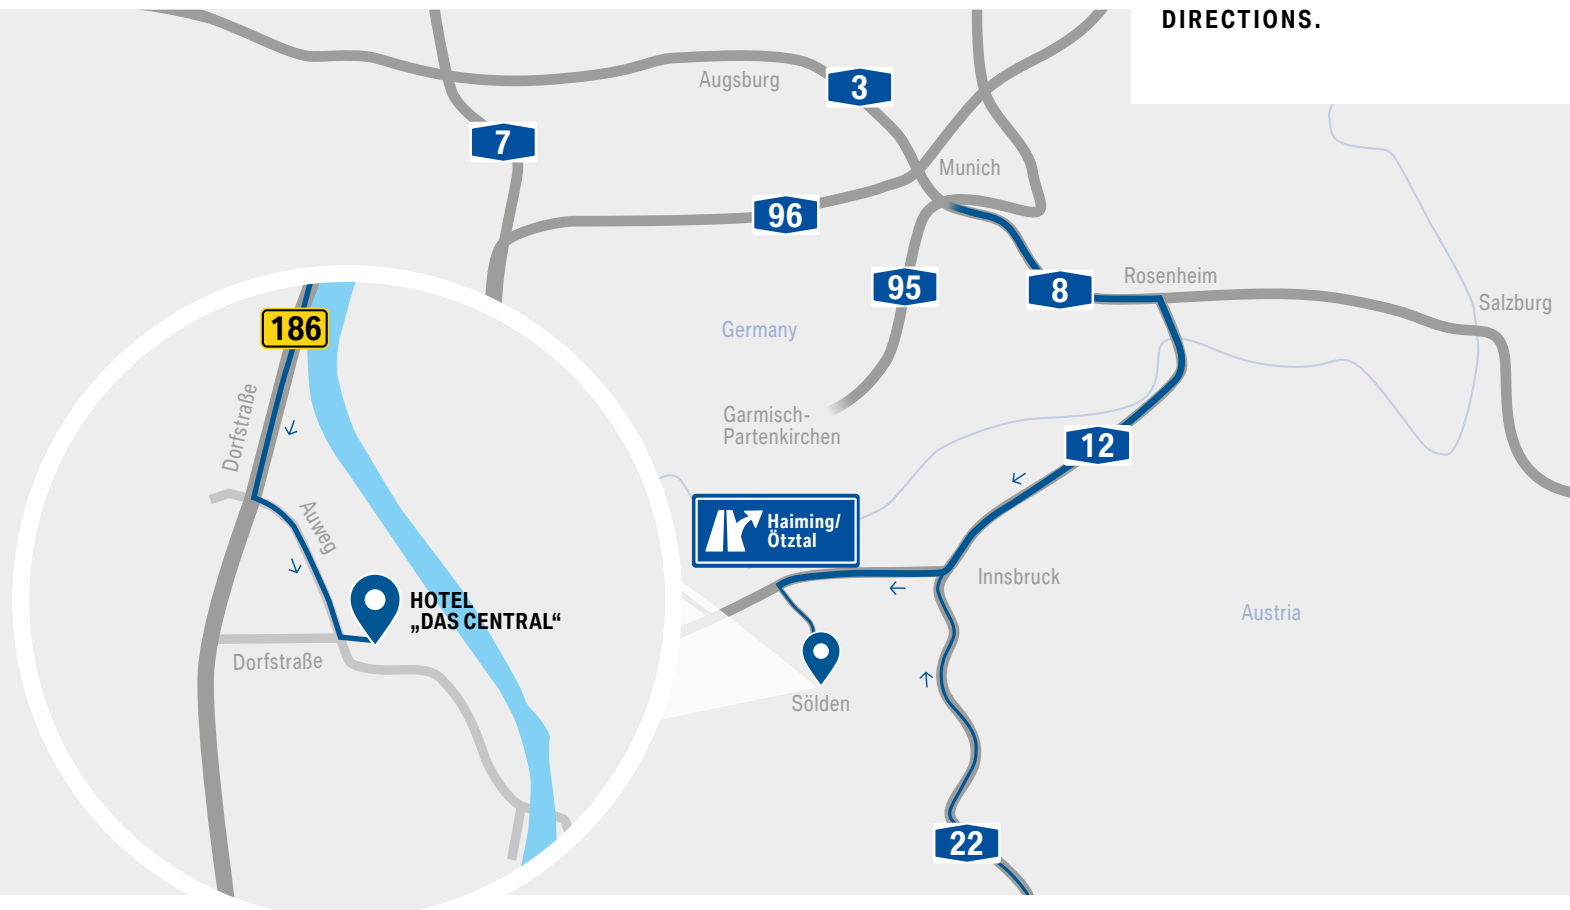 DIRECTIONS.
Augsburg
3
7
Munich
96
Rosenheim
95
8
Salzburg
186
Germany
Dorfstraße
Garmisch-
Partenkirchen
12
Auweg
Haiming/
Ötztal
Innsbruck
HOTEL
„DAS CENTRAL“
Austria
Dorfstraße
Sölden
22